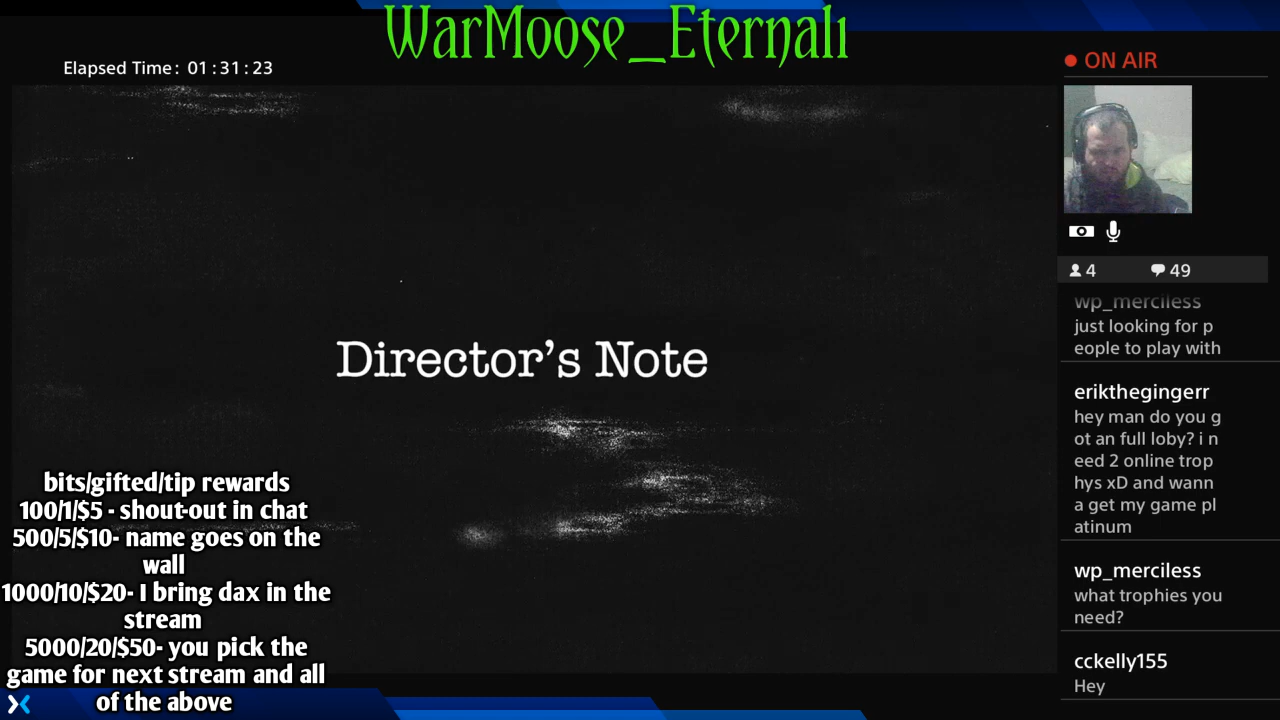 WarMoose_Eternal1
Elapsed Time: 01:31:23
ON AIR
4 49
wp_merciless
just looking for p
eople to play with
erikthegingerr
hey man do you g
ot an full loby? i n
eed 2 online trop
hys xD and wann
a get my game pl
atinum
wp_merciless
what trophies you
need?
cckelly155
Hey
Director's Note
bits/gifted/tip rewards
100/1/$5 - shout-out in chat
500/5/$10- name goes on the
wall
1000/10/$20- I bring dax in the
stream
5000/20/$50- you pick the
game for next stream and all
of the above